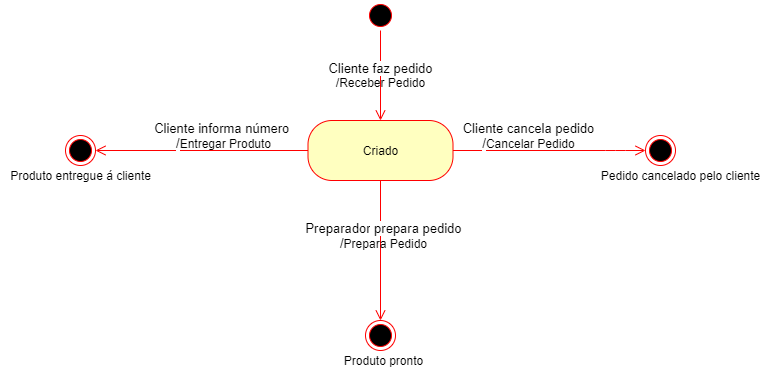 Cliente faz pedido
/Receber Pedido
Cliente informa número
/Entregar Produto
Cliente cancela pedido
/Cancelar Pedido
Criado
Produto entregue á cliente
Pedido cancelado pelo cliente
Preparador prepara pedido
/Prepara Pedido
Produto pronto